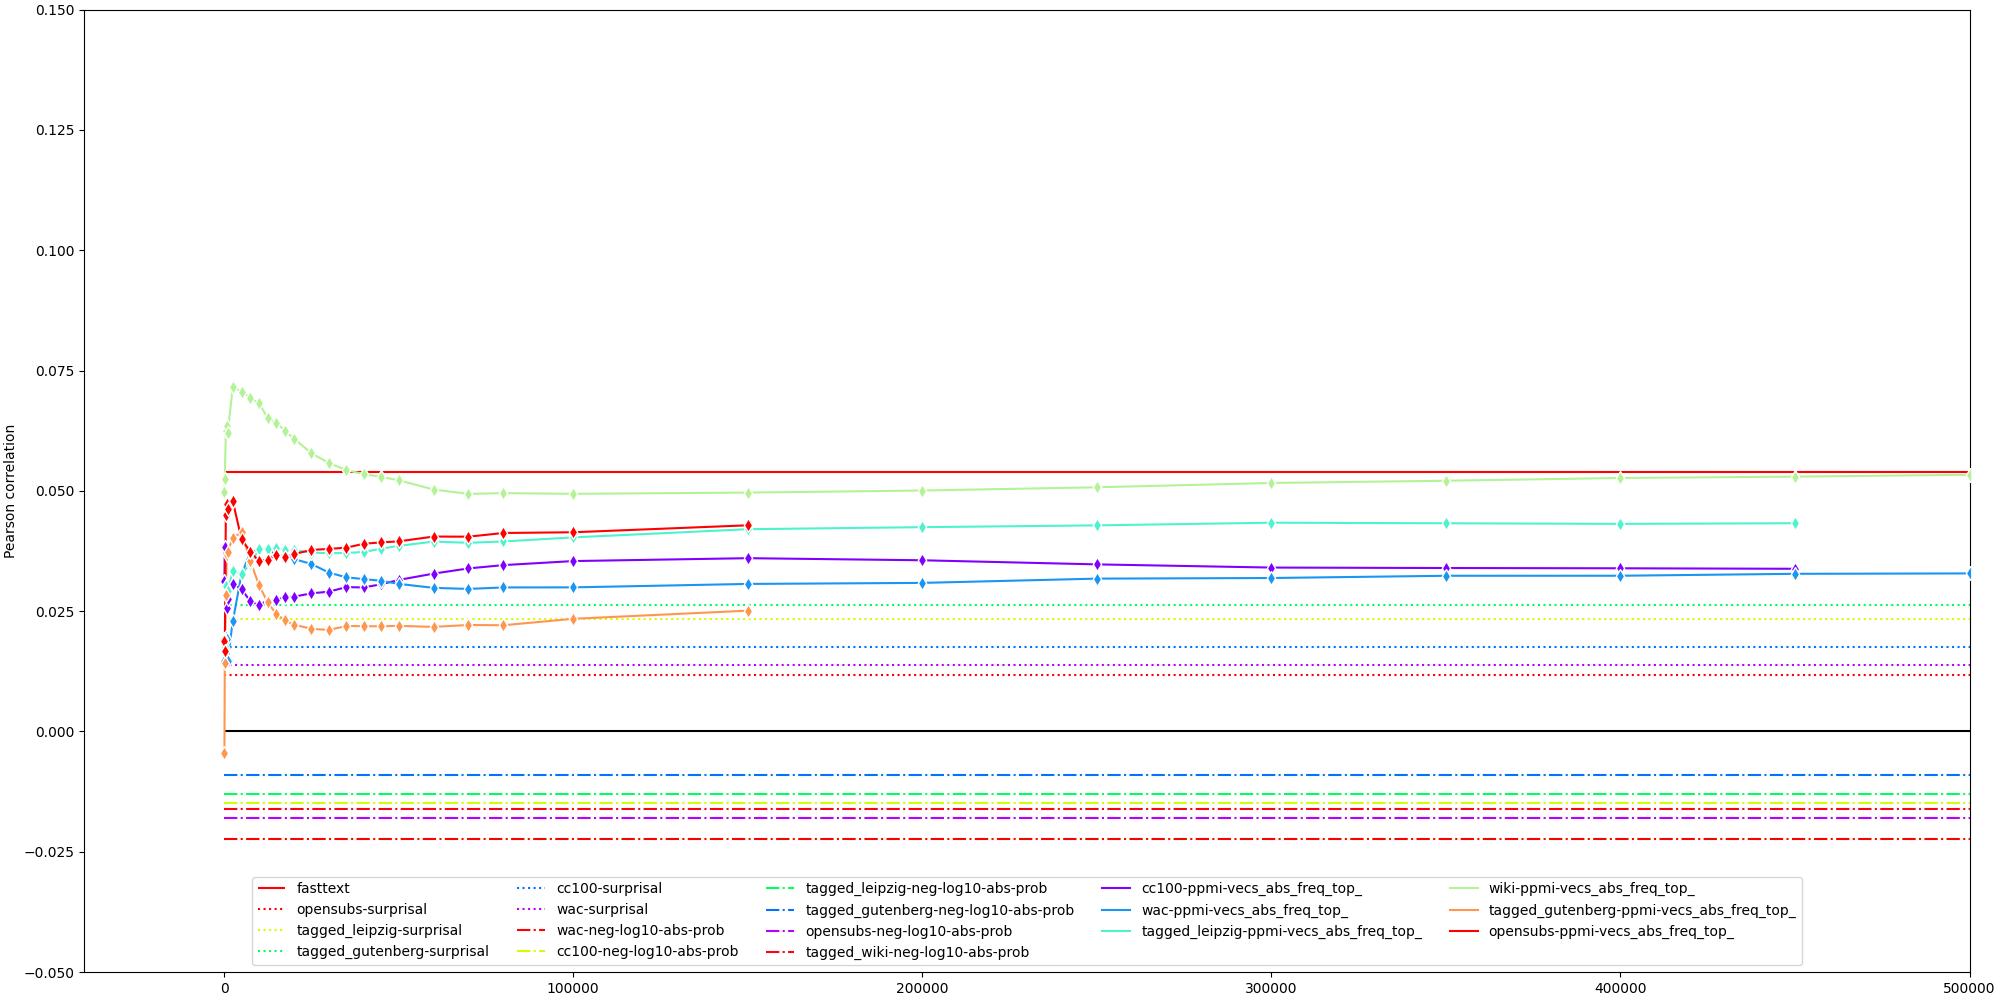 0.150
0.125
0.100
0.075
0.050
0.025
0.000
−0.025
−0.050
Pearson correlation
fasttext
opensubs-surprisal
tagged_leipzig-surprisal
tagged_gutenberg-surprisal
cc100-surprisal
wac-surprisal
wac-neg-log10-abs-prob
cc100-neg-log10-abs-prob
tagged_leipzig-neg-log10-abs-prob
tagged_gutenberg-neg-log10-abs-prob
opensubs-neg-log10-abs-prob
tagged_wiki-neg-log10-abs-prob
cc100-ppmi-vecs_abs_freq_top_
wac-ppmi-vecs_abs_freq_top_
tagged_leipzig-ppmi-vecs_abs_freq_top_
wiki-ppmi-vecs_abs_freq_top_
tagged_gutenberg-ppmi-vecs_abs_freq_top_
opensubs-ppmi-vecs_abs_freq_top_
0 100000 200000 300000 400000 500000